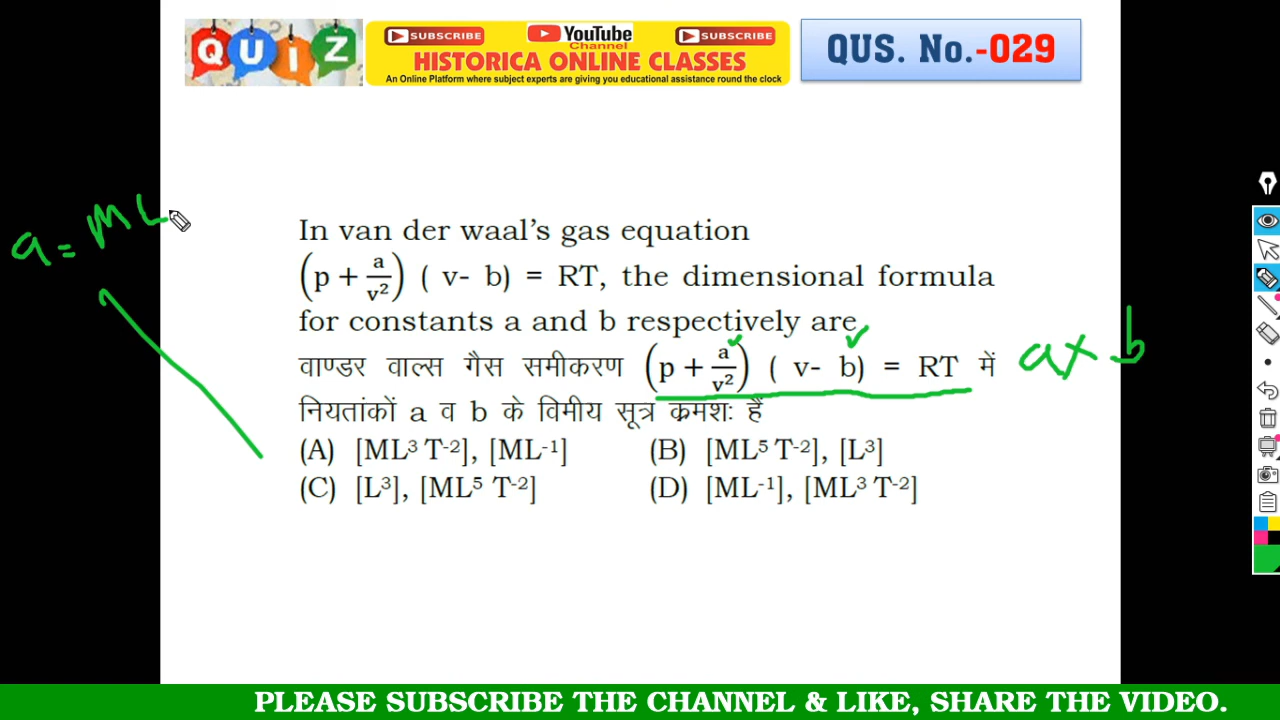 QUIZ
SUBSCRIBE YouTube SUBSCRIBE
Channel
HISTORICA ONLINE CLASSES
An Online Platform where subject experts are giving you educational assistance round the clock
QUS. No.-029
a = ML
In van der waal's gas equation
(p + a/v²) ( v- b) = RT, the dimensional formula
for constants a and b respectively are
वाण्डर वाल्स गैस समीकरण (p + a/v²) ( v- b) = RT में
a x b
नियतांकों a व b के विमीय सूत्र क्रमशः हैं
(A) [ML³ T⁻²], [ML⁻¹] (B) [ML⁵ T⁻²], [L³]
(C) [L³], [ML⁵ T⁻²] (D) [ML⁻¹], [ML³ T⁻²]
PLEASE SUBSCRIBE THE CHANNEL & LIKE, SHARE THE VIDEO.